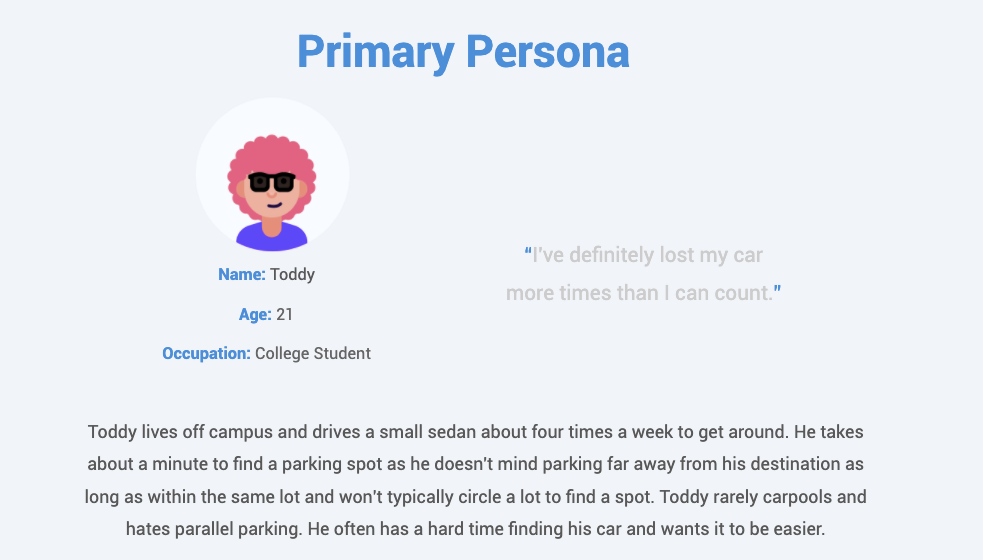 Primary Persona
Name: Toddy
Age: 21
Occupation: College Student
“I've definitely lost my car
more times than I can count.”
Toddy lives off campus and drives a small sedan about four times a week to get around. He takes
about a minute to find a parking spot as he doesn't mind parking far away from his destination as
long as within the same lot and won't typically circle a lot to find a spot. Toddy rarely carpools and
hates parallel parking. He often has a hard time finding his car and wants it to be easier.